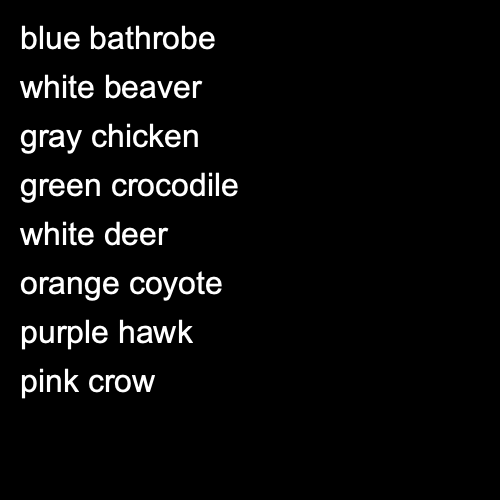 blue bathrobe
white beaver
gray chicken
green crocodile
white deer
orange coyote
purple hawk
pink crow